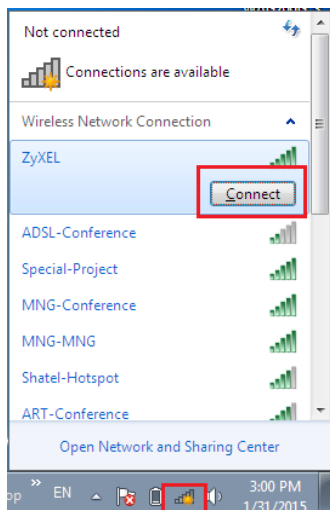 Not connected
Connections are available
Wireless Network Connection
ZyXEL
Connect
ADSL-Conference
Special-Project
MNG-Conference
MNG-MNG
Shatel-Hotspot
ART-Conference
Open Network and Sharing Center
op » EN 3:00 PM
1/31/2015